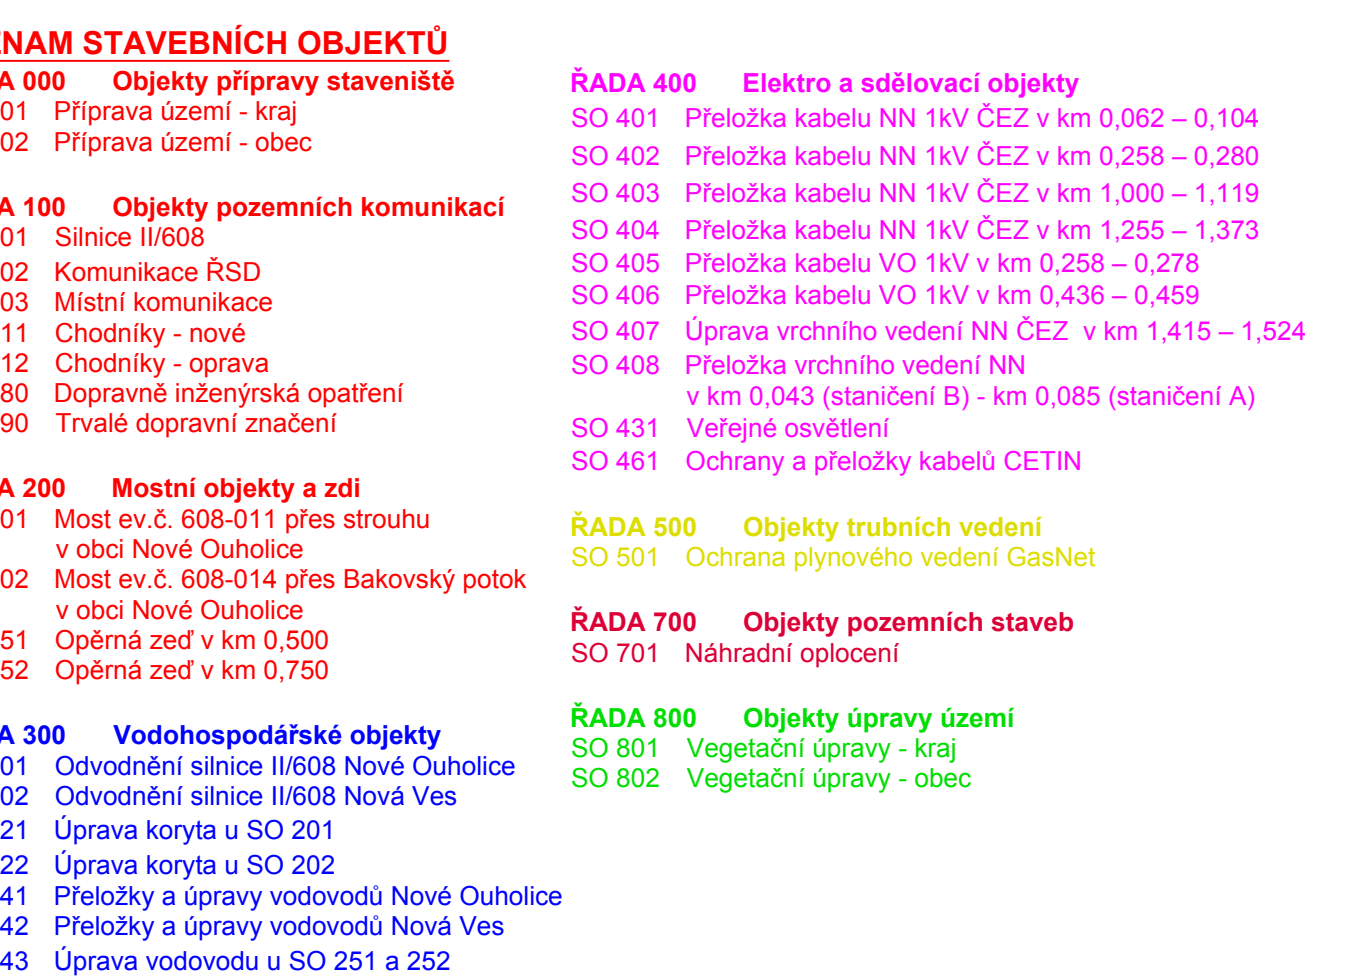 ZNAM STAVEBNÍCH OBJEKTŮ
A 000 Objekty přípravy staveniště
01 Příprava území - kraj
02 Příprava území - obec
A 100 Objekty pozemních komunikací
01 Silnice II/608
02 Komunikace ŘSD
03 Místní komunikace
11 Chodníky - nové
12 Chodníky - oprava
80 Dopravně inženýrská opatření
90 Trvalé dopravní značení
A 200 Mostní objekty a zdi
01 Most ev.č. 608-011 přes strouhu
v obci Nové Ouholice
02 Most ev.č. 608-014 přes Bakovský potok
v obci Nové Ouholice
51 Opěrná zeď v km 0,500
52 Opěrná zeď v km 0,750
A 300 Vodohospodářské objekty
01 Odvodnění silnice II/608 Nové Ouholice
02 Odvodnění silnice II/608 Nová Ves
21 Úprava koryta u SO 201
22 Úprava koryta u SO 202
41 Přeložky a úpravy vodovodů Nové Ouholice
42 Přeložky a úpravy vodovodů Nová Ves
43 Úprava vodovodu u SO 251 a 252
ŘADA 400 Elektro a sdělovací objekty
SO 401 Přeložka kabelu NN 1kV ČEZ v km 0,062 – 0,104
SO 402 Přeložka kabelu NN 1kV ČEZ v km 0,258 – 0,280
SO 403 Přeložka kabelu NN 1kV ČEZ v km 1,000 – 1,119
SO 404 Přeložka kabelu NN 1kV ČEZ v km 1,255 – 1,373
SO 405 Přeložka kabelu VO 1kV v km 0,258 – 0,278
SO 406 Přeložka kabelu VO 1kV v km 0,436 – 0,459
SO 407 Úprava vrchního vedení NN ČEZ v km 1,415 – 1,524
SO 408 Přeložka vrchního vedení NN
v km 0,043 (staničení B) - km 0,085 (staničení A)
SO 431 Veřejné osvětlení
SO 461 Ochrany a přeložky kabelů CETIN
ŘADA 500 Objekty trubních vedení
SO 501 Ochrana plynového vedení GasNet
ŘADA 700 Objekty pozemních staveb
SO 701 Náhradní oplocení
ŘADA 800 Objekty úpravy území
SO 801 Vegetační úpravy - kraj
SO 802 Vegetační úpravy - obec